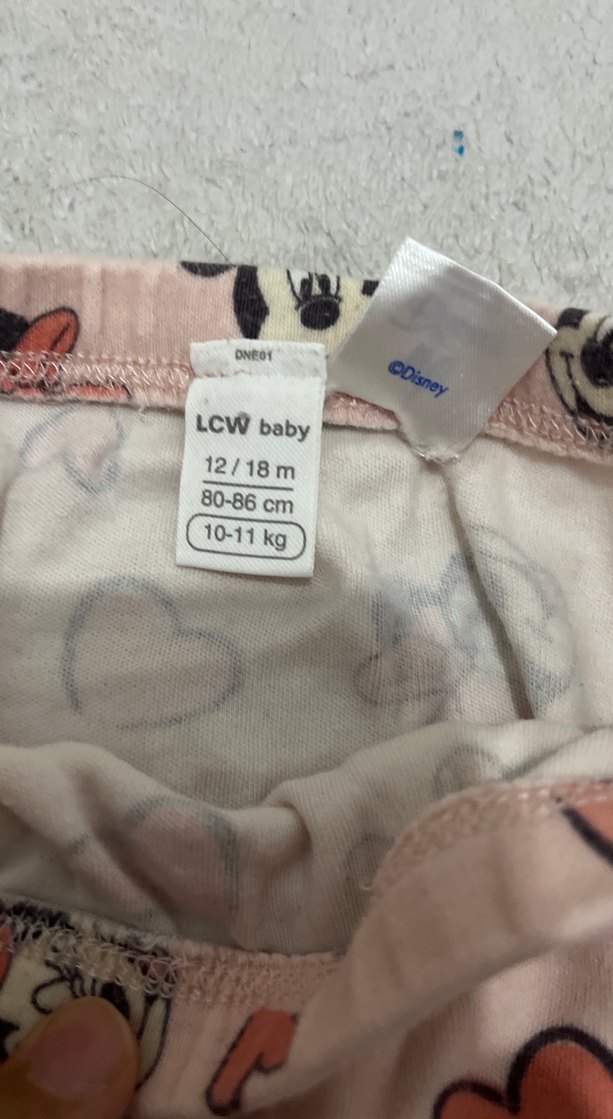 DNE01
LCW baby
12 / 18 m
80-86 cm
10-11 kg
©Disney